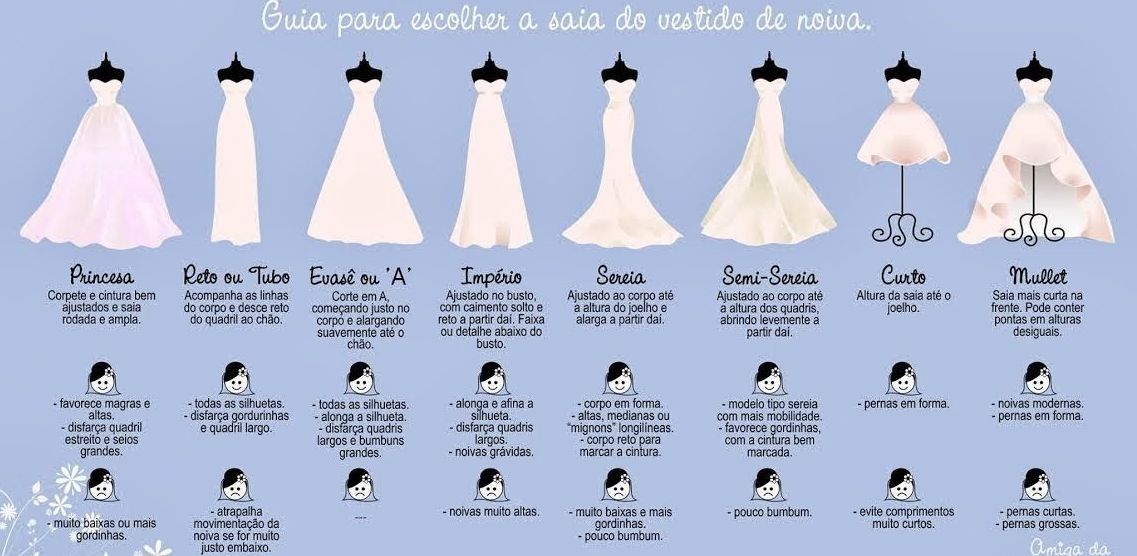 Guia para escolher a saia do vestido de noiva.
Princesa
Corpete e cintura bem
ajustados e saia
rodada e ampla.
Reto ou Tubo
Acompanha as linhas
do corpo e desce reto
do quadril ao chão.
Evasê ou 'A'
Corte em A,
começando justo no
corpo e alargando
suavemente até o
chão.
Império
Ajustado no busto,
com caimento solto e
reto a partir daí. Faixa
ou detalhe abaixo do
busto.
Sereia
Ajustado ao corpo até
a altura do joelho e
alarga a partir daí.
Semi-Sereia
Ajustado ao corpo até
a altura dos quadris,
abrindo levemente a
partir daí.
Curto
Altura da saia até o
joelho.
Mullet
Saia mais curta na
frente. Pode conter
pontas em alturas
desiguais.
- favorece magras e
altas.
- disfarça quadril
estreito e seios
grandes.
- todas as silhuetas.
- disfarça gordurinhas
e quadril largo.
- todas as silhuetas.
- alonga a silhueta.
- disfarça quadris
largos e bumbuns
grandes.
- alonga e afina a
silhueta.
- disfarça quadris
largos.
- noivas grávidas.
- corpo em forma.
- altas, medianas ou
"mignons" longilíneas.
- corpo reto para
marcar a cintura.
- modelo tipo sereia
com mais mobilidade.
- favorece gordinhas,
com a cintura bem
marcada.
- pernas em forma.
- noivas modernas.
- pernas em forma.
- muito baixas ou mais
gordinhas.
- atrapalha
movimentação da
noiva se for muito
justo embaixo.
---
- noivas muito altas.
- muito baixas e mais
gordinhas.
- pouco bumbum.
- pouco bumbum.
- evite comprimentos
muito curtos.
- pernas curtas.
- pernas grossas.
Amiga da